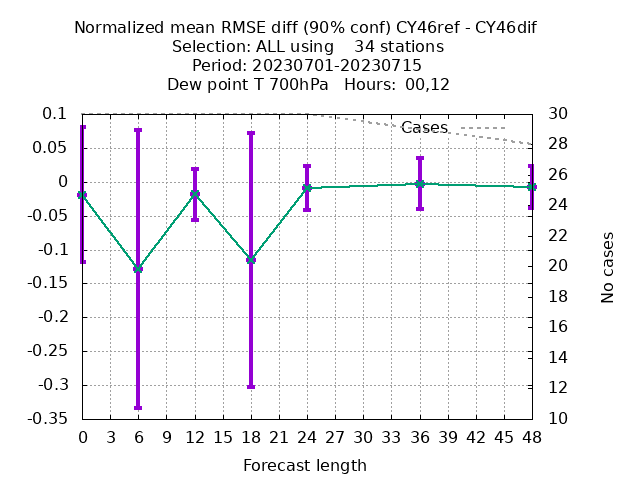 Normalized mean RMSE diff (90% conf) CY46ref - CY46dif
Selection: ALL using    34 stations
Period: 20230701-20230715
Dew point T 700hPa   Hours: 00,12
Cases
0.1
0.05
0
-0.05
-0.1
-0.15
-0.2
-0.25
-0.3
-0.35
30
28
26
24
22
20
18
16
14
12
10
No cases
0 3 6 9 12 15 18 21 24 27 30 33 36 39 42 45 48
Forecast length